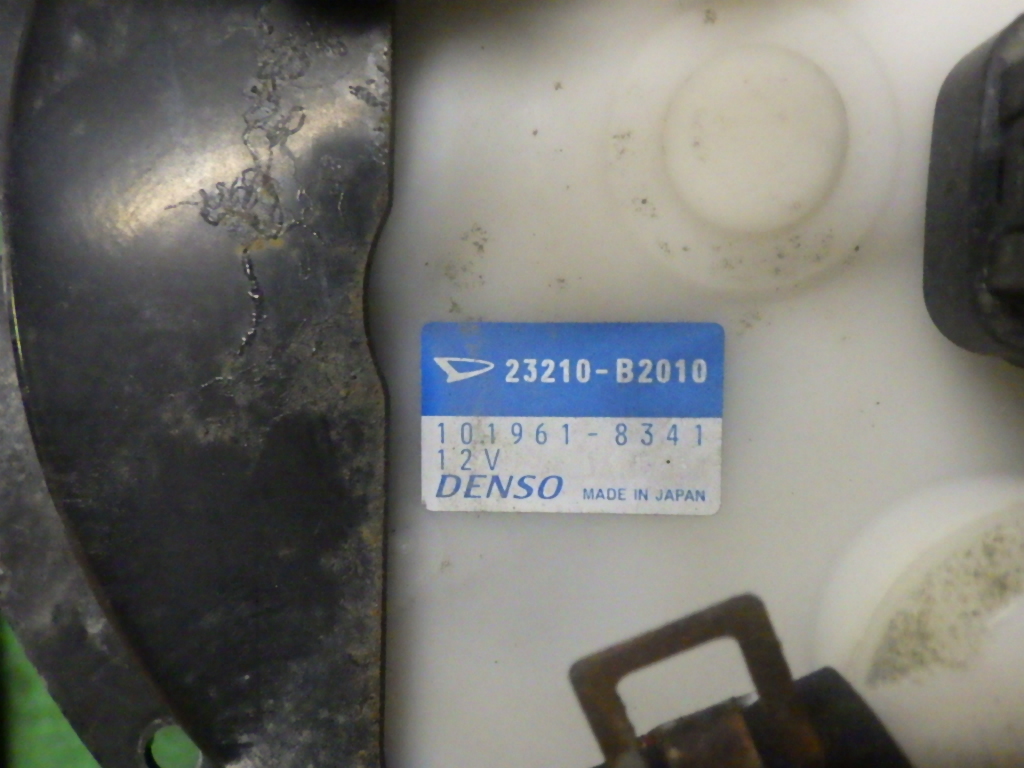 23210-B2010
101961-8341
12V
DENSO MADE IN JAPAN